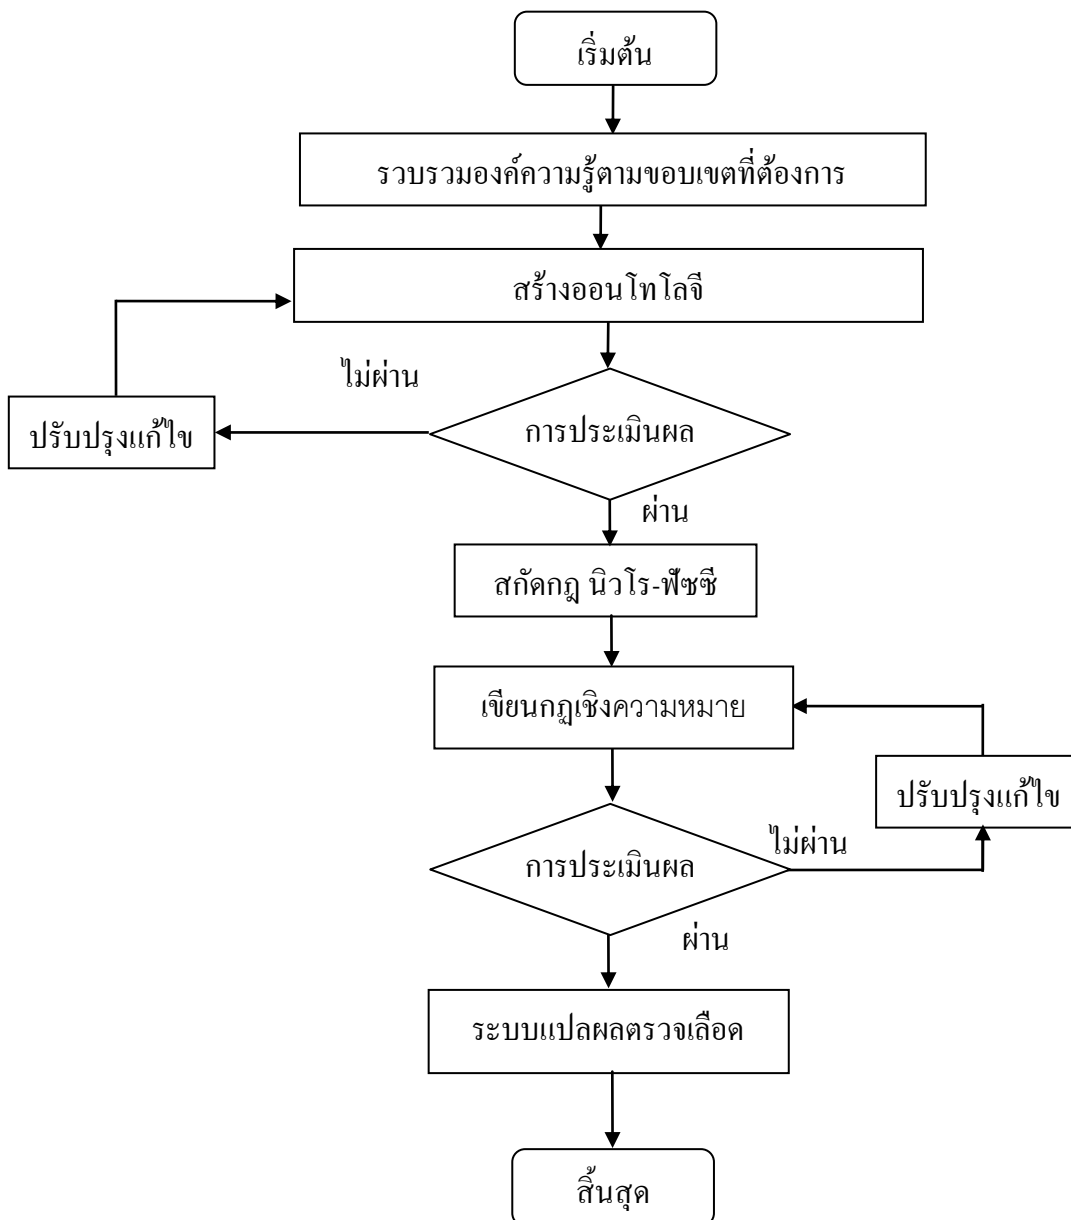 เริ่มต้น
รวบรวมองค์ความรู้ตามขอบเขตที่ต้องการ
สร้างออนโทโลจี
ไม่ผ่าน
ปรับปรุงแก้ไข
การประเมินผล
ผ่าน
สกัดกฎ นิวโร-ฟัซซี
เขียนกฏเชิงความหมาย
ปรับปรุงแก้ไข
ไม่ผ่าน
การประเมินผล
ผ่าน
ระบบแปลผลตรวจเลือด
สิ้นสุด